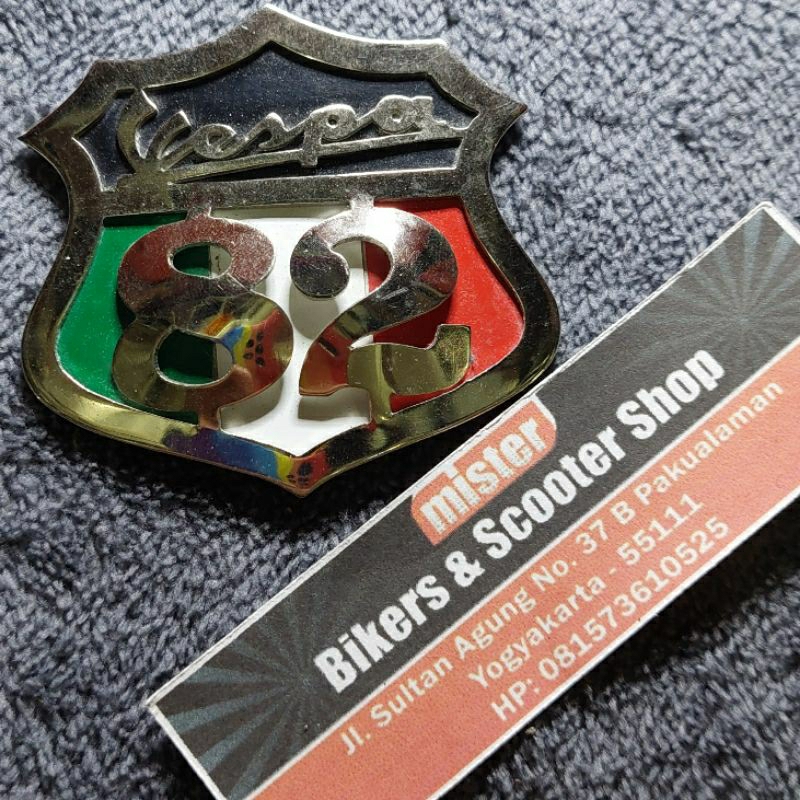 Vespa
82
mister
Bikers & Scooter Shop
Jl. Sultan Agung No. 37 B Pakualaman
Yogyakarta - 55111
HP: 081573610525